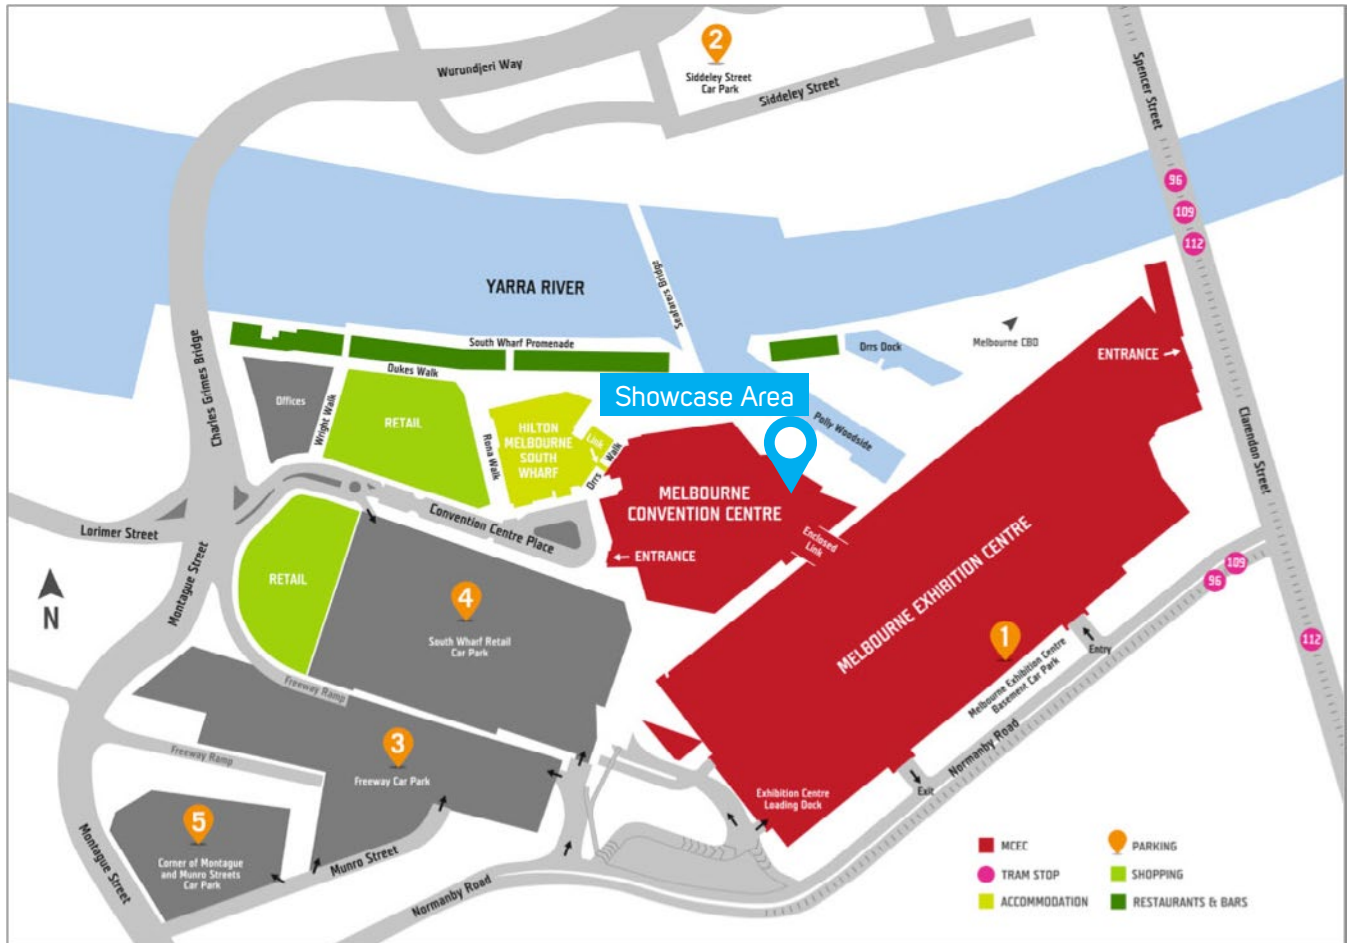 2
Siddeley Street
Car Park
Wurundjeri Way
Siddeley Street
Spencer Street
96
109
112
YARRA RIVER
Seafarers Bridge
Charles Grimes Bridge
South Wharf Promenade
Dukes Walk
Orrs Dock
Melbourne CBD
ENTRANCE
Offices
Wright Walk
RETAIL
Rona Walk
HILTON
MELBOURNE
SOUTH
WHARF
Link
Orrs Walk
Showcase Area
Polly Woodside
Clarendon Street
MELBOURNE
CONVENTION CENTRE
ENTRANCE
Enclosed
Link
Convention Centre Place
Lorimer Street
N
Montague Street
RETAIL
4
South Wharf Retail
Car Park
MELBOURNE EXHIBITION CENTRE
1
Melbourne Exhibition Centre
Basement Car Park
Entry
109
96
112
Freeway Ramp
Freeway Ramp
3
Freeway Car Park
Normanby Road
Exit
Exhibition Centre
Loading Dock
5
Corner of Montague
and Munro Streets
Car Park
Montague Street
Munro Street
Normanby Road
MCEC
PARKING
TRAM STOP
SHOPPING
ACCOMMODATION
RESTAURANTS & BARS